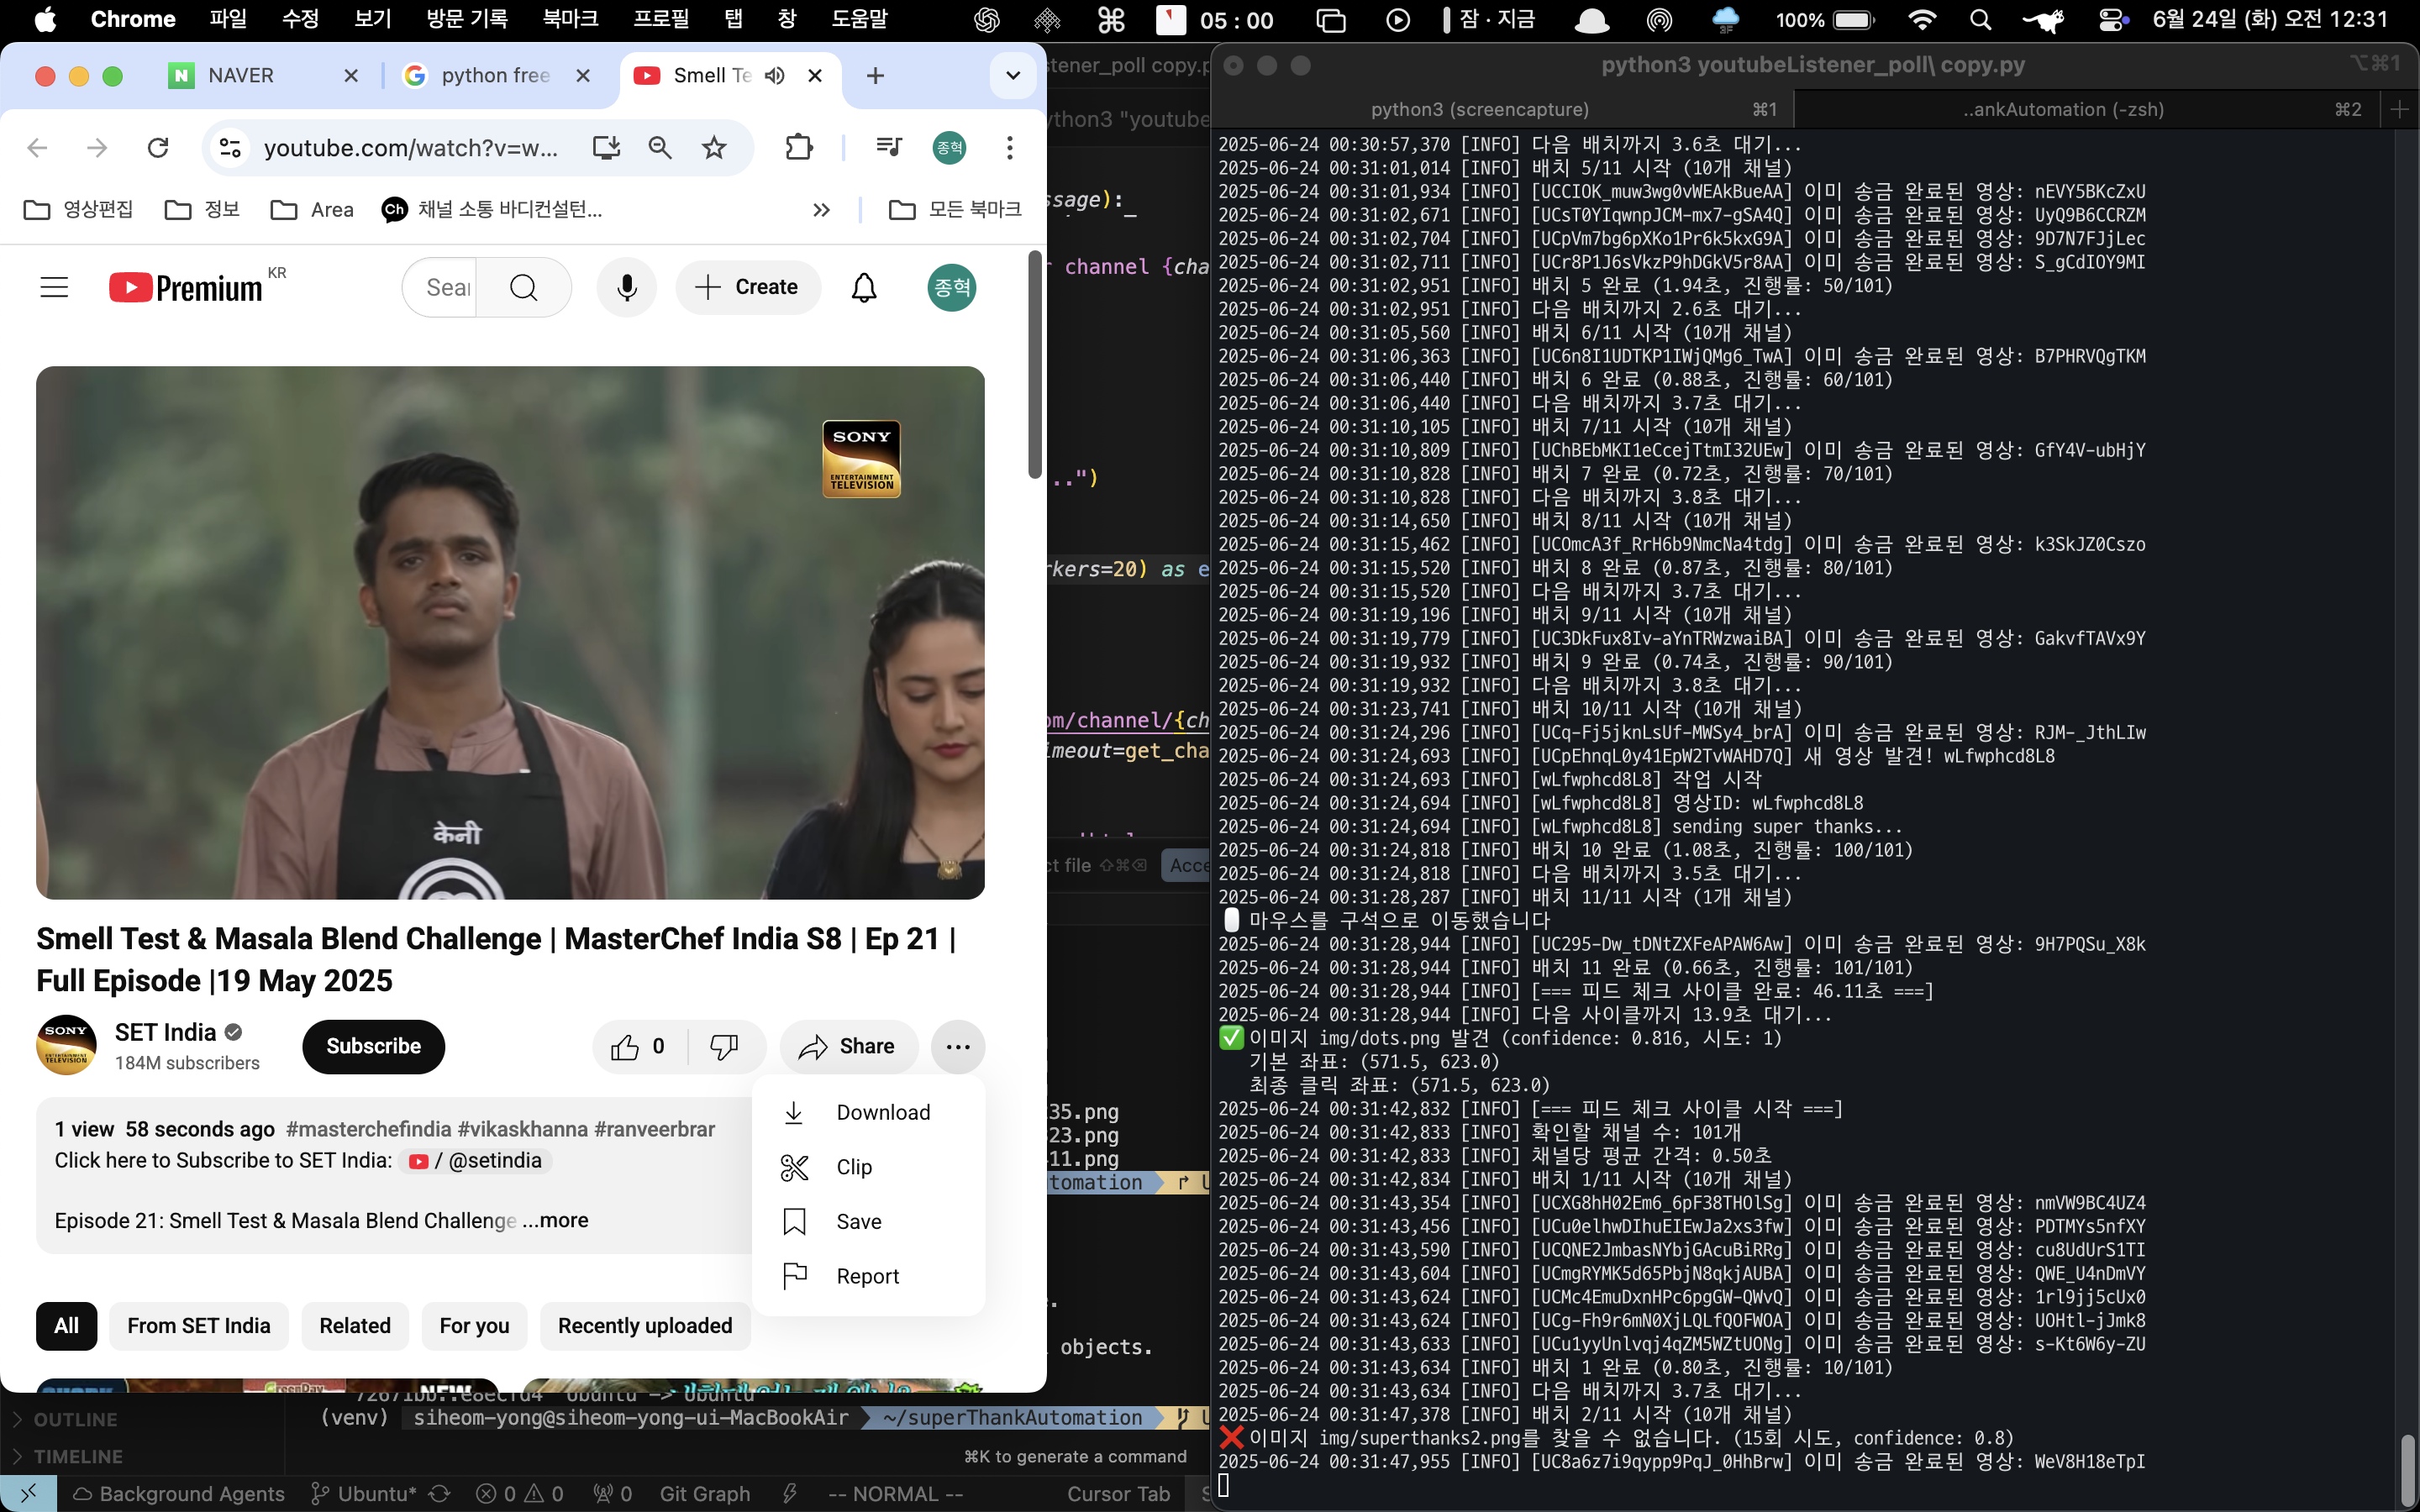 Chrome 파일 수정 보기 방문 기록 북마크 프로필 탭 창 도움말 05 : 00 잠 · 지금 3F 100% 6월 24일 (화) 오전 12:31
N NAVER
python free
Smell Te
youtube.com/watch?v=w...
종혁
영상편집 정보 Area Ch 채널 소통 바디컨설턴... 모든 북마크
Premium KR
Sear
Create
종혁
SONY
ENTERTAINMENT
TELEVISION
केनी
Smell Test & Masala Blend Challenge | MasterChef India S8 | Ep 21 |
Full Episode |19 May 2025
SONY
SET India
184M subscribers
Subscribe
0
Share
Download
Clip
Save
Report
1 view 58 seconds ago #masterchefindia #vikaskhanna #ranveerbrar
Click here to Subscribe to SET India: / @setindia
Episode 21: Smell Test & Masala Blend Challenge ...more
All From SET India Related For you Recently uploaded
NEW
stener_poll copy.p
ython3 "youtube
ssage):
r channel {cha
..")
rkers=20) as e
om/channel/{ch
imeout=get_cha
ct file
Acce
35.png
23.png
11.png
tomation
objects.
OUTLINE
TIMELINE
(venv) siheom-yong@siheom-yong-ui-MacBookAir ~/superThankAutomation
⌘K to generate a command
Background Agents Ubuntu* 0 0 0 Git Graph -- NORMAL -- Cursor Tab
python3 youtubeListener_poll\ copy.py ⌥⌘1
python3 (screencapture) ⌘1 ..ankAutomation (-zsh) ⌘2
2025-06-24 00:30:57,370 [INFO] 다음 배치까지 3.6초 대기...
2025-06-24 00:31:01,014 [INFO] 배치 5/11 시작 (10개 채널)
2025-06-24 00:31:01,934 [INFO] [UCCIOK_muw3wg0vWEAkBueAA] 이미 송금 완료된 영상: nEVY5BKcZxU
2025-06-24 00:31:02,671 [INFO] [UCsT0YIqwnpJCM-mx7-gSA4Q] 이미 송금 완료된 영상: UyQ9B6CCRZM
2025-06-24 00:31:02,704 [INFO] [UCpVm7bg6pXKo1Pr6k5kxG9A] 이미 송금 완료된 영상: 9D7N7FJjLec
2025-06-24 00:31:02,711 [INFO] [UCr8P1J6sVkzP9hDGkV5r8AA] 이미 송금 완료된 영상: S_gCdIOY9MI
2025-06-24 00:31:02,951 [INFO] 배치 5 완료 (1.94초, 진행률: 50/101)
2025-06-24 00:31:02,951 [INFO] 다음 배치까지 2.6초 대기...
2025-06-24 00:31:05,560 [INFO] 배치 6/11 시작 (10개 채널)
2025-06-24 00:31:06,363 [INFO] [UC6n8I1UDTKP1IWjQMg6_TwA] 이미 송금 완료된 영상: B7PHRVQgTKM
2025-06-24 00:31:06,440 [INFO] 배치 6 완료 (0.88초, 진행률: 60/101)
2025-06-24 00:31:06,440 [INFO] 다음 배치까지 3.7초 대기...
2025-06-24 00:31:10,105 [INFO] 배치 7/11 시작 (10개 채널)
2025-06-24 00:31:10,809 [INFO] [UChBEbMKI1eCcejTtmI32UEw] 이미 송금 완료된 영상: GfY4V-ubHjY
2025-06-24 00:31:10,828 [INFO] 배치 7 완료 (0.72초, 진행률: 70/101)
2025-06-24 00:31:10,828 [INFO] 다음 배치까지 3.8초 대기...
2025-06-24 00:31:14,650 [INFO] 배치 8/11 시작 (10개 채널)
2025-06-24 00:31:15,462 [INFO] [UCOmcA3f_RrH6b9NmcNa4tdg] 이미 송금 완료된 영상: k3SkJZ0Cszo
2025-06-24 00:31:15,520 [INFO] 배치 8 완료 (0.87초, 진행률: 80/101)
2025-06-24 00:31:15,520 [INFO] 다음 배치까지 3.7초 대기...
2025-06-24 00:31:19,196 [INFO] 배치 9/11 시작 (10개 채널)
2025-06-24 00:31:19,779 [INFO] [UC3DkFux8Iv-aYnTRWzwaiBA] 이미 송금 완료된 영상: GakvfTAVx9Y
2025-06-24 00:31:19,932 [INFO] 배치 9 완료 (0.74초, 진행률: 90/101)
2025-06-24 00:31:19,932 [INFO] 다음 배치까지 3.8초 대기...
2025-06-24 00:31:23,741 [INFO] 배치 10/11 시작 (10개 채널)
2025-06-24 00:31:24,296 [INFO] [UCq-Fj5jknLsUf-MWSy4_brA] 이미 송금 완료된 영상: RJM-_JthLIw
2025-06-24 00:31:24,693 [INFO] [UCpEhnqL0y41EpW2TvWAHD7Q] 새 영상 발견! wLfwphcd8L8
2025-06-24 00:31:24,693 [INFO] [wLfwphcd8L8] 작업 시작
2025-06-24 00:31:24,694 [INFO] [wLfwphcd8L8] 영상ID: wLfwphcd8L8
2025-06-24 00:31:24,694 [INFO] [wLfwphcd8L8] sending super thanks...
2025-06-24 00:31:24,818 [INFO] 배치 10 완료 (1.08초, 진행률: 100/101)
2025-06-24 00:31:24,818 [INFO] 다음 배치까지 3.5초 대기...
2025-06-24 00:31:28,287 [INFO] 배치 11/11 시작 (1개 채널)
마우스를 구석으로 이동했습니다
2025-06-24 00:31:28,944 [INFO] [UC295-Dw_tDNtZXFeAPAW6Aw] 이미 송금 완료된 영상: 9H7PQSu_X8k
2025-06-24 00:31:28,944 [INFO] 배치 11 완료 (0.66초, 진행률: 101/101)
2025-06-24 00:31:28,944 [INFO] [=== 피드 체크 사이클 완료: 46.11초 ===]
2025-06-24 00:31:28,944 [INFO] 다음 사이클까지 13.9초 대기...
✅ 이미지 img/dots.png 발견 (confidence: 0.816, 시도: 1)
기본 좌표: (571.5, 623.0)
최종 클릭 좌표: (571.5, 623.0)
2025-06-24 00:31:42,832 [INFO] [=== 피드 체크 사이클 시작 ===]
2025-06-24 00:31:42,833 [INFO] 확인할 채널 수: 101개
2025-06-24 00:31:42,833 [INFO] 채널당 평균 간격: 0.50초
2025-06-24 00:31:42,834 [INFO] 배치 1/11 시작 (10개 채널)
2025-06-24 00:31:43,354 [INFO] [UCXG8hH02Em6_6pF38THOlSg] 이미 송금 완료된 영상: nmVW9BC4UZ4
2025-06-24 00:31:43,456 [INFO] [UCu0elhwDIhuEIEwJa2xs3fw] 이미 송금 완료된 영상: PDTMYs5nfXY
2025-06-24 00:31:43,590 [INFO] [UCQNE2JmbasNYbjGAcuBiRRg] 이미 송금 완료된 영상: cu8UdUrS1TI
2025-06-24 00:31:43,604 [INFO] [UCmgRYMK5d65PbjN8qkjAUBA] 이미 송금 완료된 영상: QWE_U4nDmVY
2025-06-24 00:31:43,624 [INFO] [UCMc4EmuDxnHPc6pgGW-QWvQ] 이미 송금 완료된 영상: 1rl9jj5cUx0
2025-06-24 00:31:43,624 [INFO] [UCg-Fh9r6mN0XjLQLfQOFWOA] 이미 송금 완료된 영상: UOHtl-jJmk8
2025-06-24 00:31:43,633 [INFO] [UCu1yyUnlvqj4qZM5WZtUONg] 이미 송금 완료된 영상: s-Kt6W6y-ZU
2025-06-24 00:31:43,634 [INFO] 배치 1 완료 (0.80초, 진행률: 10/101)
2025-06-24 00:31:43,634 [INFO] 다음 배치까지 3.7초 대기...
2025-06-24 00:31:47,378 [INFO] 배치 2/11 시작 (10개 채널)
❌ 이미지 img/superthanks2.png를 찾을 수 없습니다. (15회 시도, confidence: 0.8)
2025-06-24 00:31:47,955 [INFO] [UC8a6z7i9qypp9PqJ_0HhBrw] 이미 송금 완료된 영상: WeV8H18eTpI